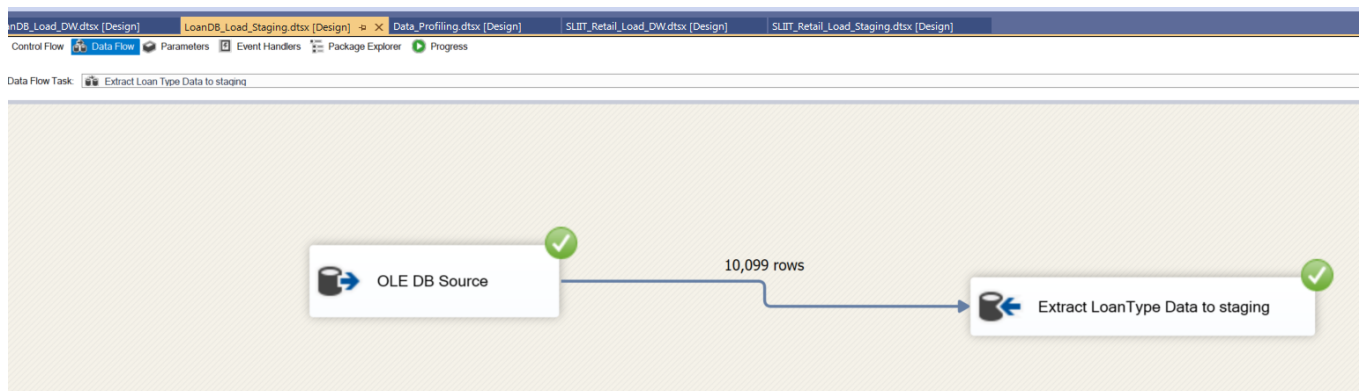 nDB_Load_DW.dtsx [Design] LoanDB_Load_Staging.dtsx [Design] Data_Profiling.dtsx [Design] SLIIT_Retail_Load_DW.dtsx [Design] SLIIT_Retail_Load_Staging.dtsx [Design]
Control Flow Data Flow Parameters Event Handlers Package Explorer Progress
Data Flow Task: Extract Loan Type Data to staging
10,099 rows
OLE DB Source
Extract LoanType Data to staging